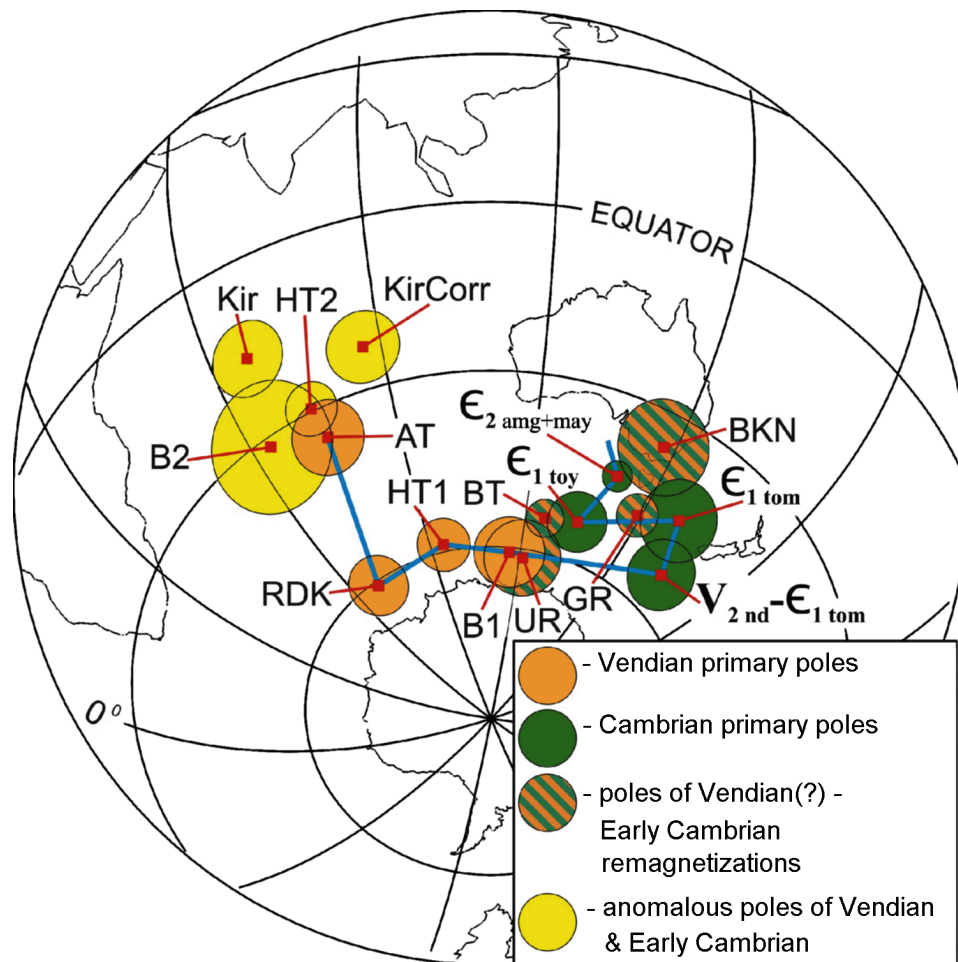 EQUATOR
Kir
HT2
KirCorr
Є2 amg+may
BKN
AT
B2
Є1 toy
HT1
BT
Є1 tom
RDK
B1
UR
GR
V2 nd-Є1 tom
0⁰
- Vendian primary poles
- Cambrian primary poles
- poles of Vendian(?) -
Early Cambrian
remagnetizations
- anomalous poles of Vendian
& Early Cambrian